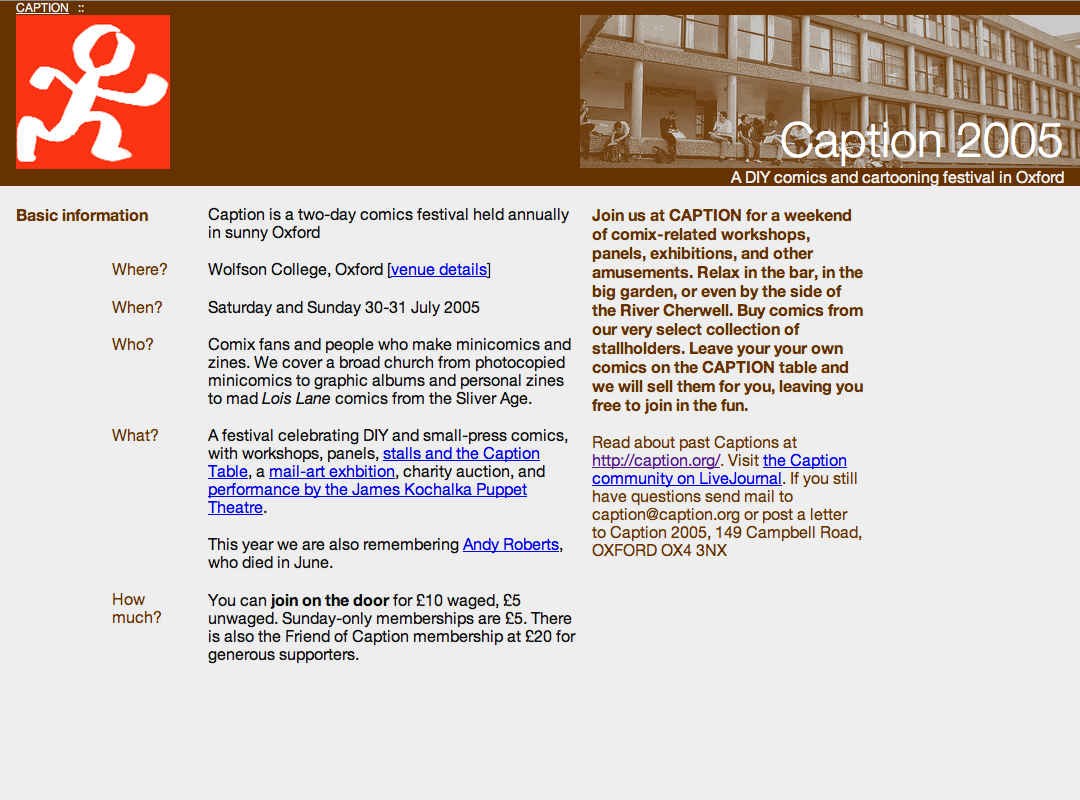 CAPTION ::
Caption 2005
A DIY comics and cartooning festival in Oxford
Basic information
Caption is a two-day comics festival held annually
in sunny Oxford
Where?
Wolfson College, Oxford [venue details]
When?
Saturday and Sunday 30-31 July 2005
Who?
Comix fans and people who make minicomics and
zines. We cover a broad church from photocopied
minicomics to graphic albums and personal zines
to mad Lois Lane comics from the Sliver Age.
What?
A festival celebrating DIY and small-press comics,
with workshops, panels, stalls and the Caption
Table, a mail-art exhbition, charity auction, and
performance by the James Kochalka Puppet
Theatre.
This year we are also remembering Andy Roberts,
who died in June.
How
much?
You can join on the door for £10 waged, £5
unwaged. Sunday-only memberships are £5. There
is also the Friend of Caption membership at £20 for
generous supporters.
Join us at CAPTION for a weekend
of comix-related workshops,
panels, exhibitions, and other
amusements. Relax in the bar, in the
big garden, or even by the side of
the River Cherwell. Buy comics from
our very select collection of
stallholders. Leave your your own
comics on the CAPTION table and
we will sell them for you, leaving you
free to join in the fun.
Read about past Captions at
http://caption.org/. Visit the Caption
community on LiveJournal. If you still
have questions send mail to
caption@caption.org or post a letter
to Caption 2005, 149 Campbell Road,
OXFORD OX4 3NX